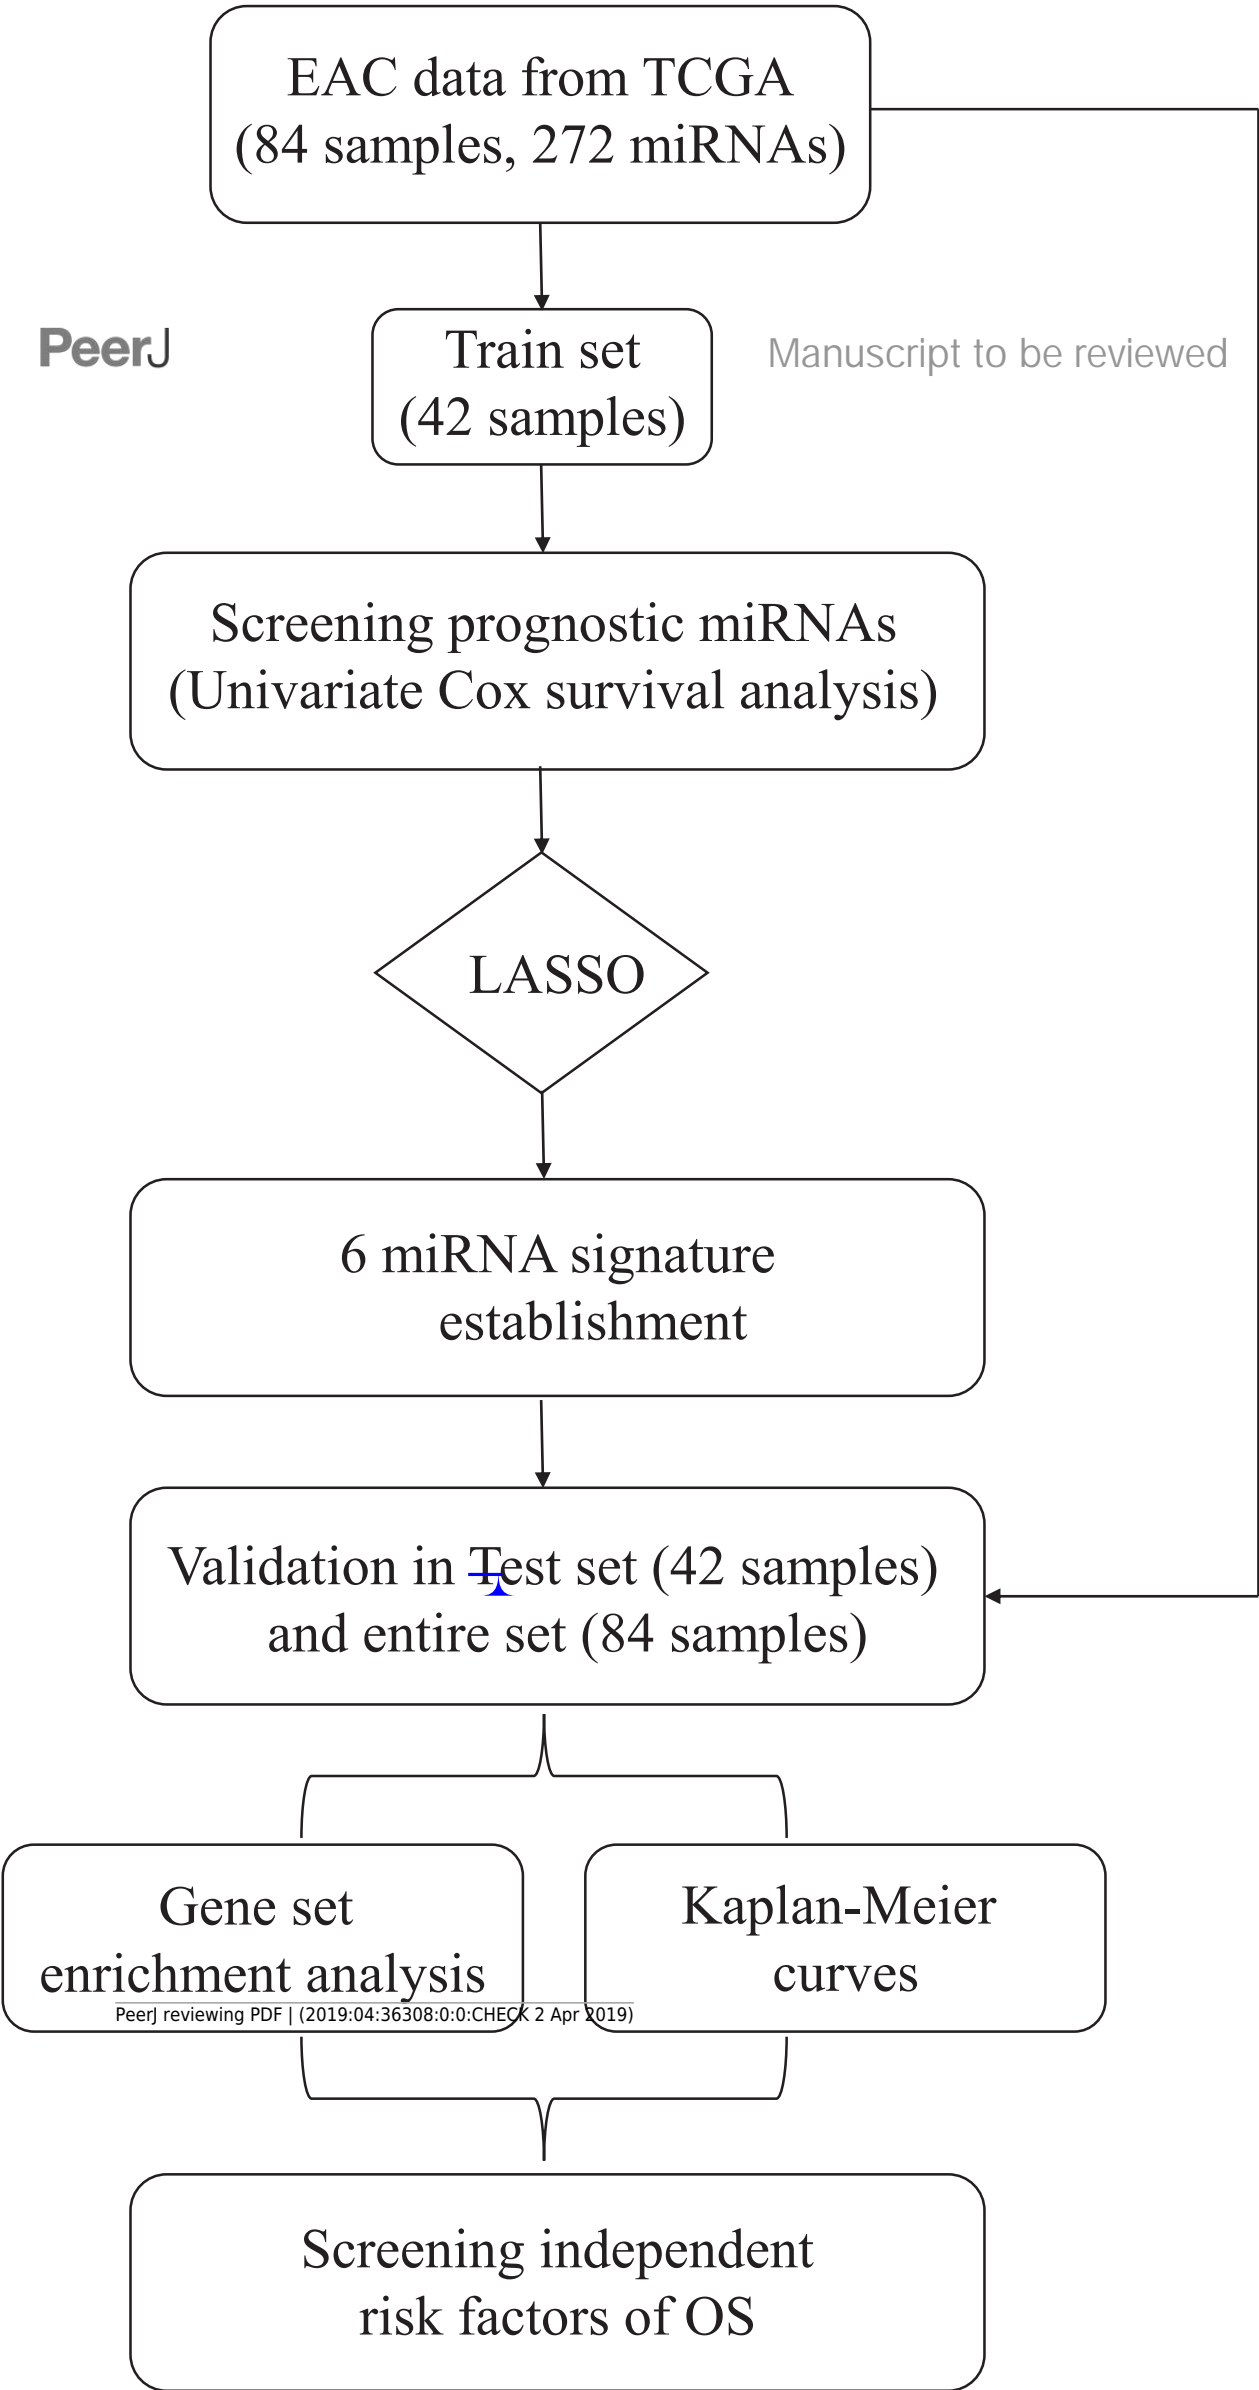 EAC data from TCGA
(84 samples, 272 miRNAs)
PeerJ
Manuscript to be reviewed
Train set
(42 samples)
Screening prognostic miRNAs
(Univariate Cox survival analysis)
LASSO
6 miRNA signature
establishment
Validation in Test set (42 samples)
and entire set (84 samples)
Gene set
enrichment analysis
Kaplan-Meier
curves
PeerJ reviewing PDF | (2019:04:36308:0:0:CHECK 2 Apr 2019)
Screening independent
risk factors of OS